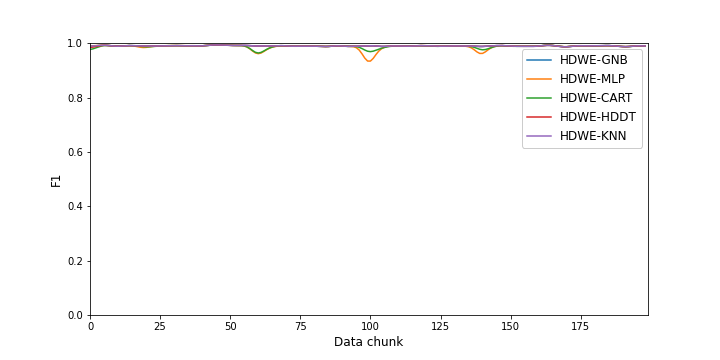 1.0
0.8
0.6
0.4
0.2
0.0
F1
0 25 50 75 100 125 150 175
Data chunk
HDWE-GNB
HDWE-MLP
HDWE-CART
HDWE-HDDT
HDWE-KNN